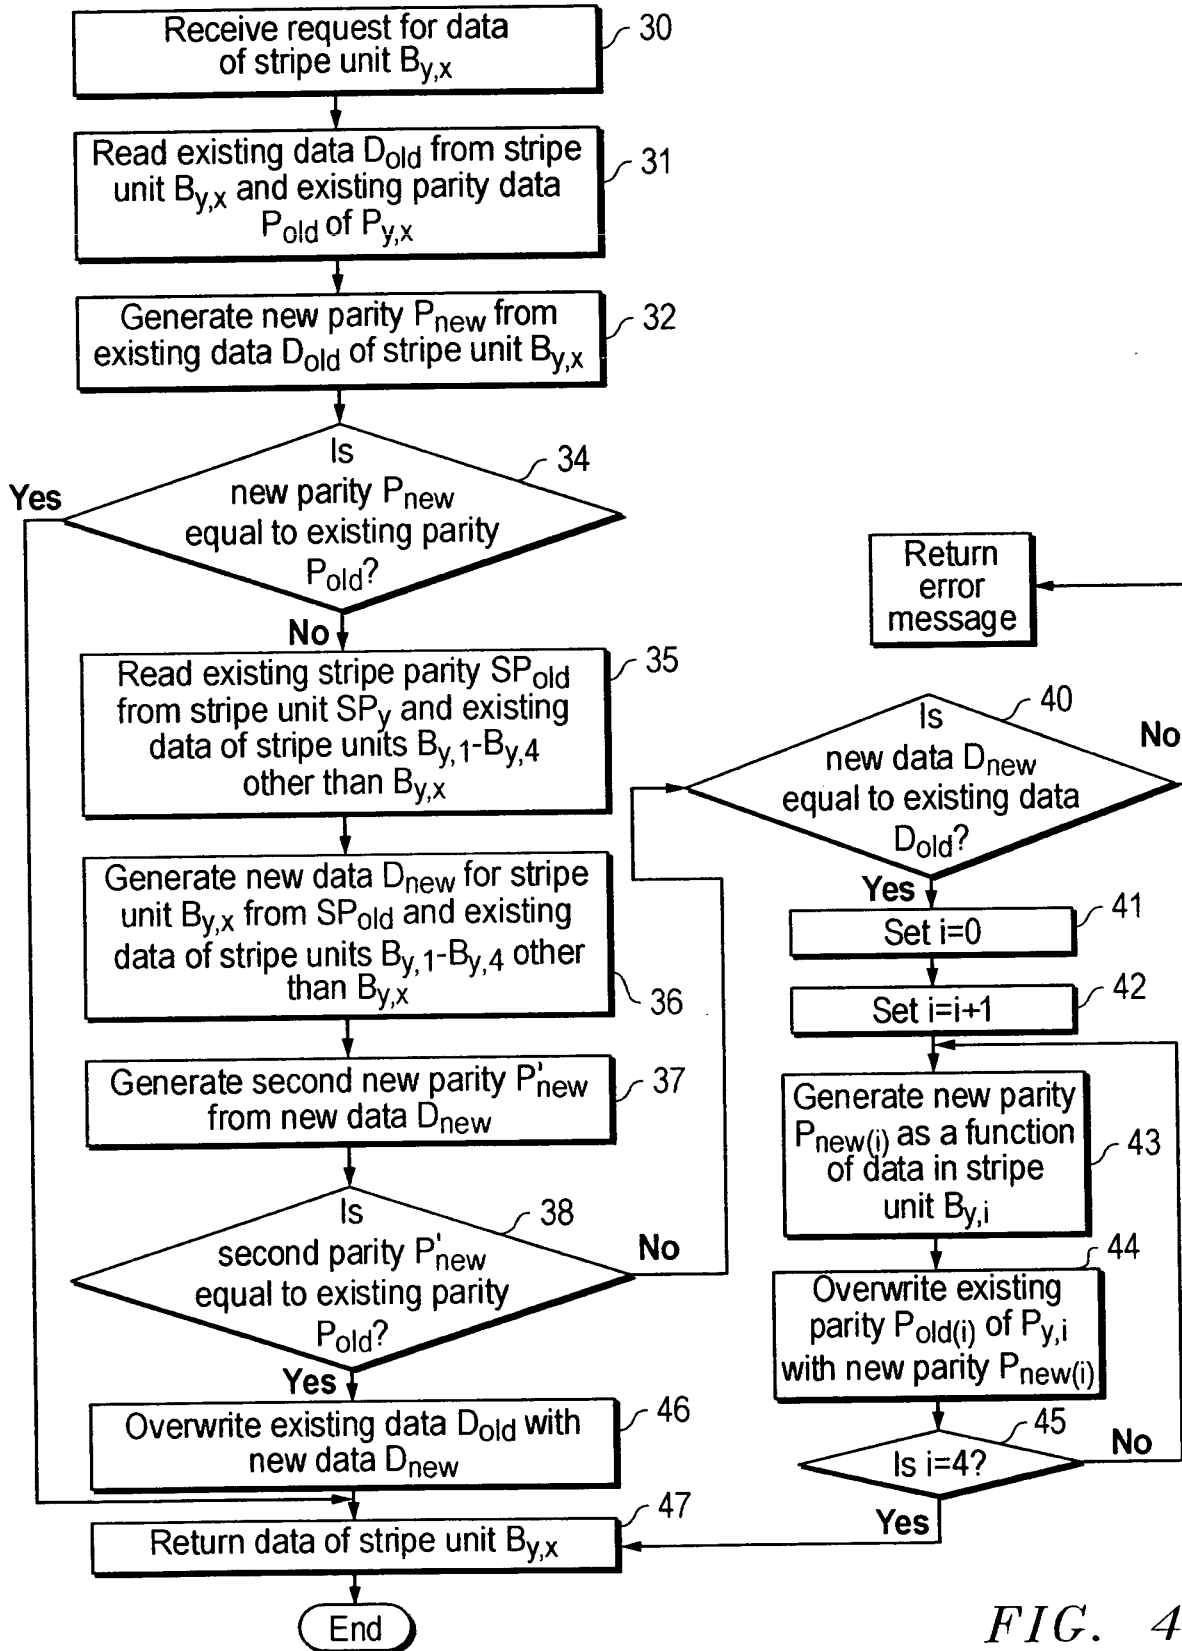 Receive request for data
of stripe unit By,x
30
Read existing data Dold from stripe
unit By,x and existing parity data
Pold of Py,x
31
Generate new parity Pnew from
existing data Dold of stripe unit By,x
32
Is
new parity Pnew
equal to existing parity
Pold?
34
Yes
No
Read existing stripe parity SPold
from stripe unit SPy and existing
data of stripe units By,1-By,4
other than By,x
35
Generate new data Dnew for stripe
unit By,x from SPold and existing
data of stripe units By,1-By,4 other
than By,x
36
Generate second new parity P'new
from new data Dnew
37
Is
second parity P'new
equal to existing parity
Pold?
38
No
Yes
Overwrite existing data Dold with
new data Dnew
46
Return data of stripe unit By,x
47
End
Return
error
message
Is
new data Dnew
equal to existing data
Dold?
40
No
Yes
Set i=0
41
Set i=i+1
42
Generate new parity
Pnew(i) as a function
of data in stripe
unit By,i
43
Overwrite existing
parity Pold(i) of Py,i
with new parity Pnew(i)
44
Is i=4?
45
No
Yes
FIG. 4